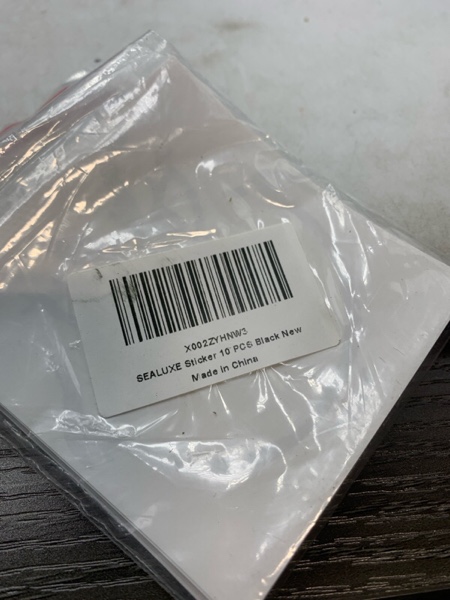 X002ZYHNW3
SEALUXE Sticker 10 PCS Black New
Made in China